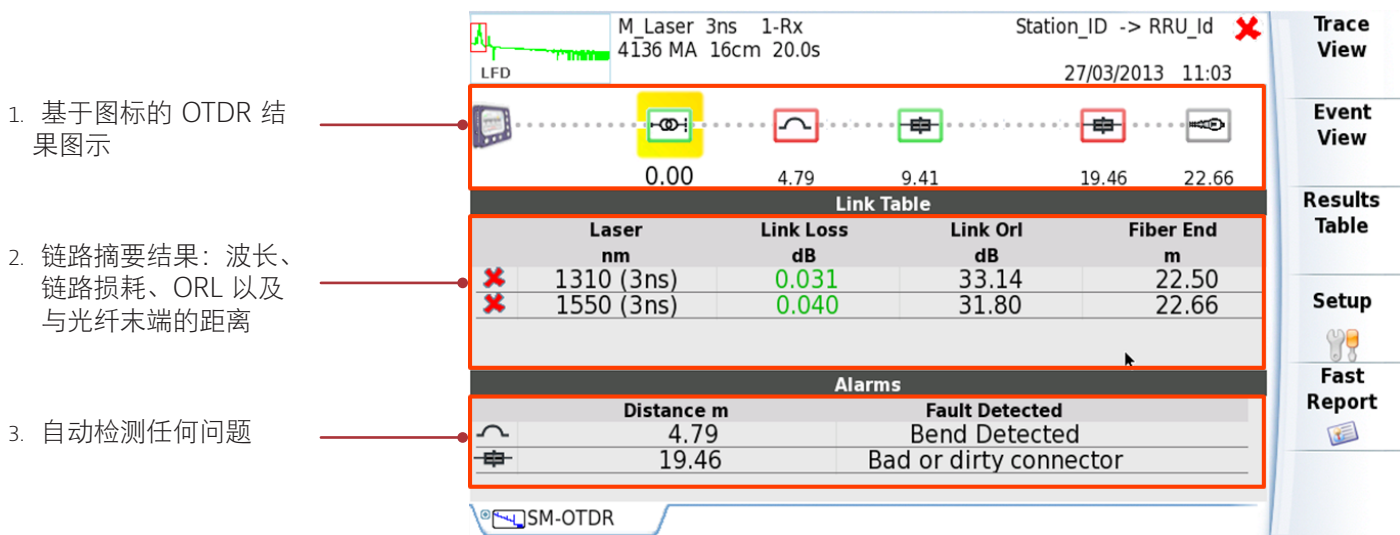 M_Laser 3ns 1-Rx
Station_ID -> RRU_Id
4136 MA 16cm 20.0s
LFD
27/03/2013 11:03
Trace
View
Event
View
Results
Table
Setup
Fast
Report
1. 基于图标的 OTDR 结
果图示
0.00 4.79 9.41 19.46 22.66
2. 链路摘要结果：波长、
链路损耗、ORL 以及
与光纤末端的距离
Link Table
Laser Link Loss Link Orl Fiber End
nm dB dB m
1310 (3ns) 0.031 33.14 22.50
1550 (3ns) 0.040 31.80 22.66
3. 自动检测任何问题
Alarms
Distance m Fault Detected
4.79 Bend Detected
19.46 Bad or dirty connector
SM-OTDR